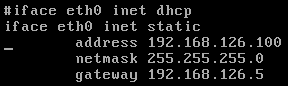 #iface eth0 inet dhcp
iface eth0 inet static
address 192.168.126.100
netmask 255.255.255.0
gateway 192.168.126.5